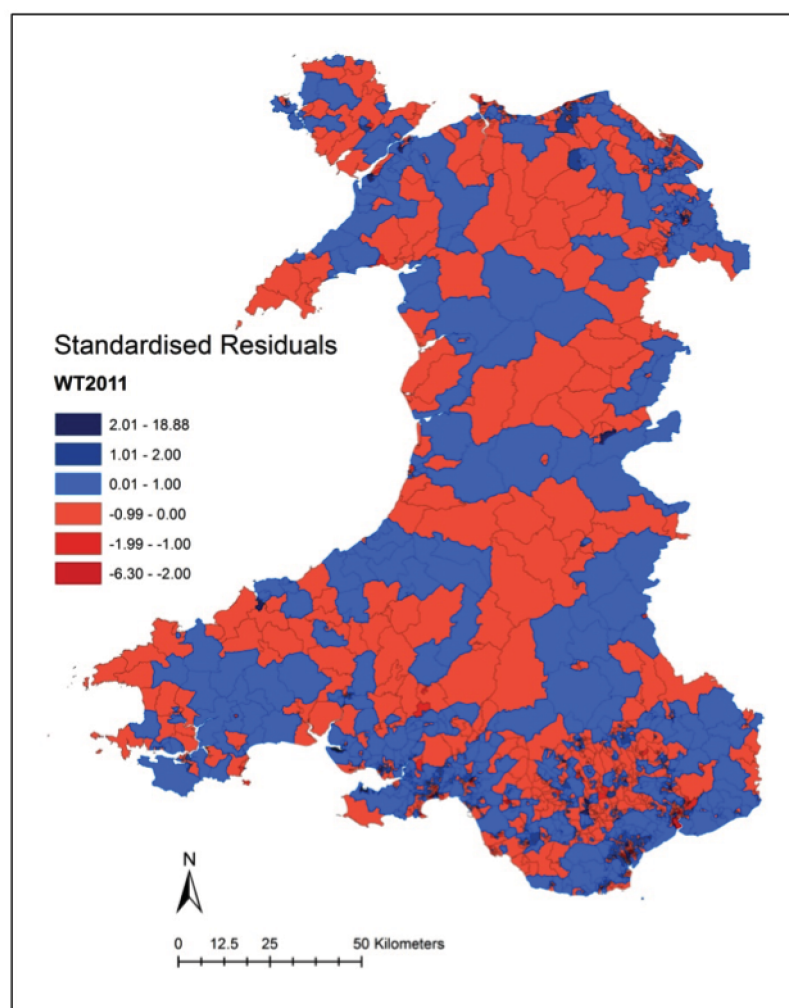 Standardised Residuals
WT2011
2.01 - 18.88
1.01 - 2.00
0.01 - 1.00
-0.99 - 0.00
-1.99 - -1.00
-6.30 - -2.00
N
0 12.5 25 50 Kilometers